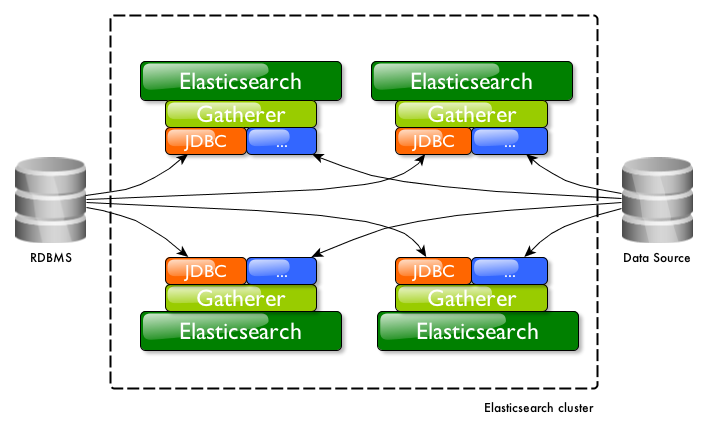 Elasticsearch
Elasticsearch
Gatherer
Gatherer
JDBC
...
JDBC
...
RDBMS
Data Source
JDBC
...
JDBC
...
Gatherer
Gatherer
Elasticsearch
Elasticsearch
Elasticsearch cluster